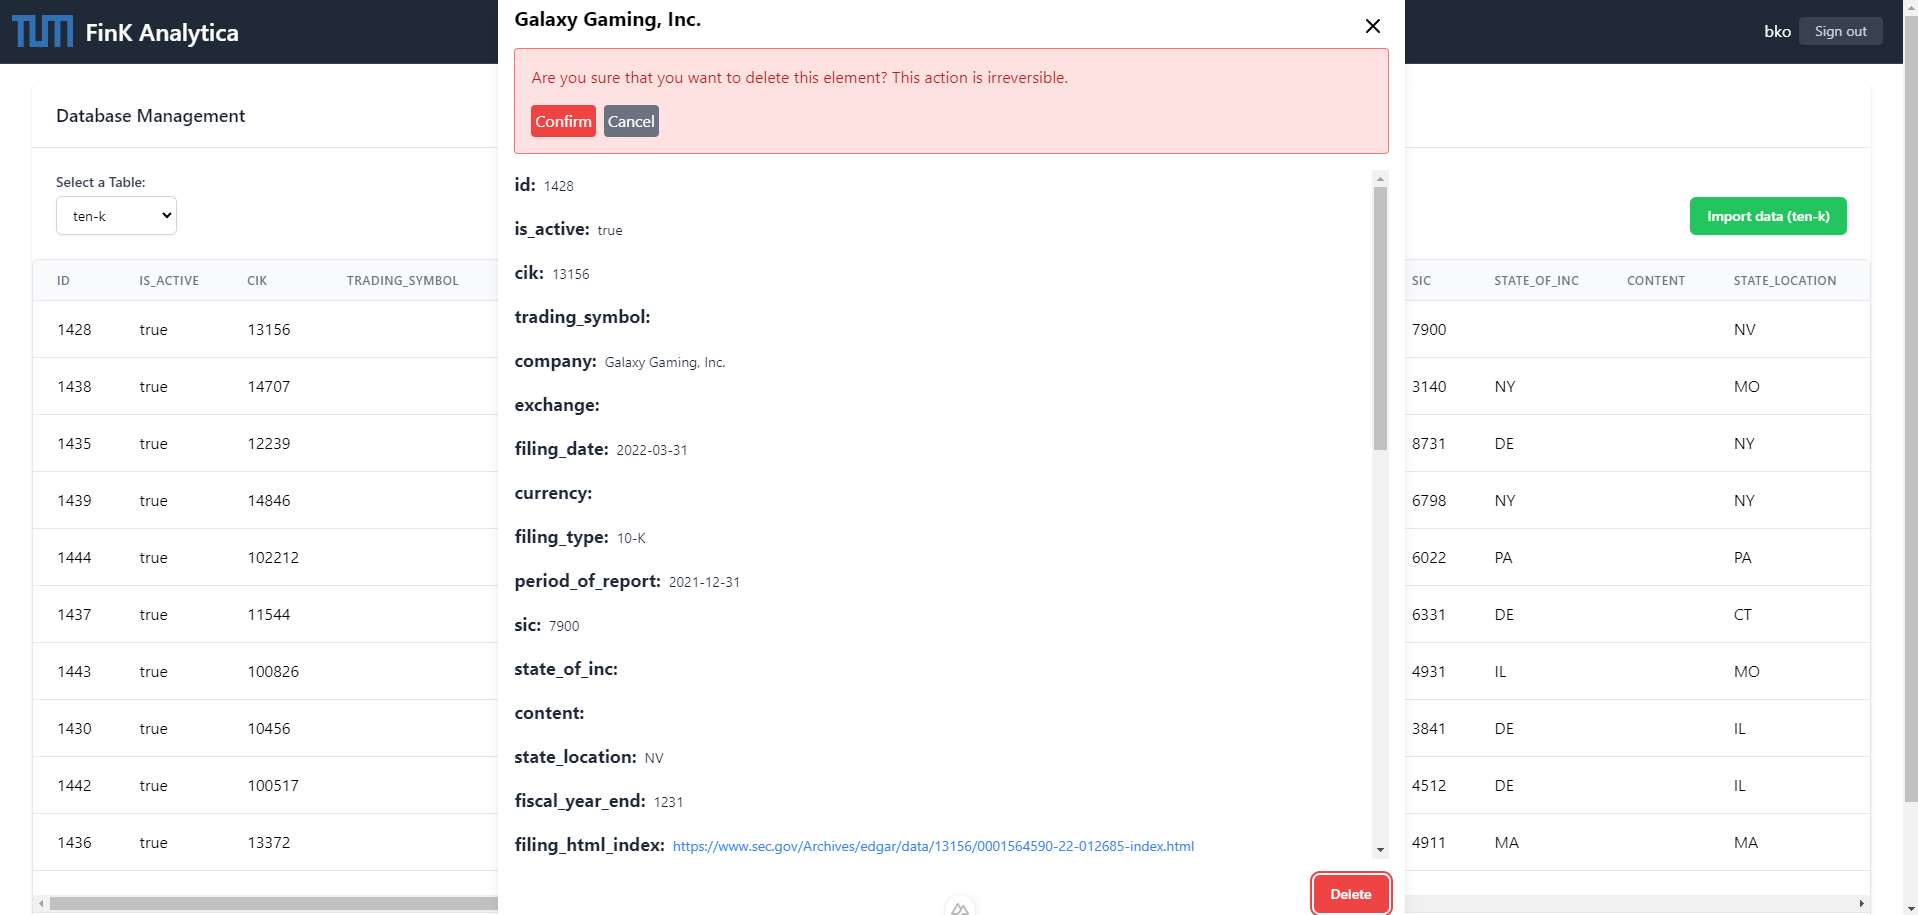 TUM FinK Analytica
bko Sign out
Database Management
Select a Table:
ten-k
Import data (ten-k)
ID IS_ACTIVE CIK TRADING_SYMBOL
1428 true 13156
1438 true 14707
1435 true 12239
1439 true 14846
1444 true 102212
1437 true 11544
1443 true 100826
1430 true 10456
1442 true 100517
1436 true 13372
Galaxy Gaming, Inc.
Are you sure that you want to delete this element? This action is irreversible.
Confirm Cancel
id: 1428
is_active: true
cik: 13156
trading_symbol:
company: Galaxy Gaming, Inc.
exchange:
filing_date: 2022-03-31
currency:
filing_type: 10-K
period_of_report: 2021-12-31
sic: 7900
state_of_inc:
content:
state_location: NV
fiscal_year_end: 1231
filing_html_index: https://www.sec.gov/Archives/edgar/data/13156/0001564590-22-012685-index.html
Delete
SIC STATE_OF_INC CONTENT STATE_LOCATION
7900 NV
3140 NY MO
8731 DE NY
6798 NY NY
6022 PA PA
6331 DE CT
4931 IL MO
3841 DE IL
4512 DE IL
4911 MA MA